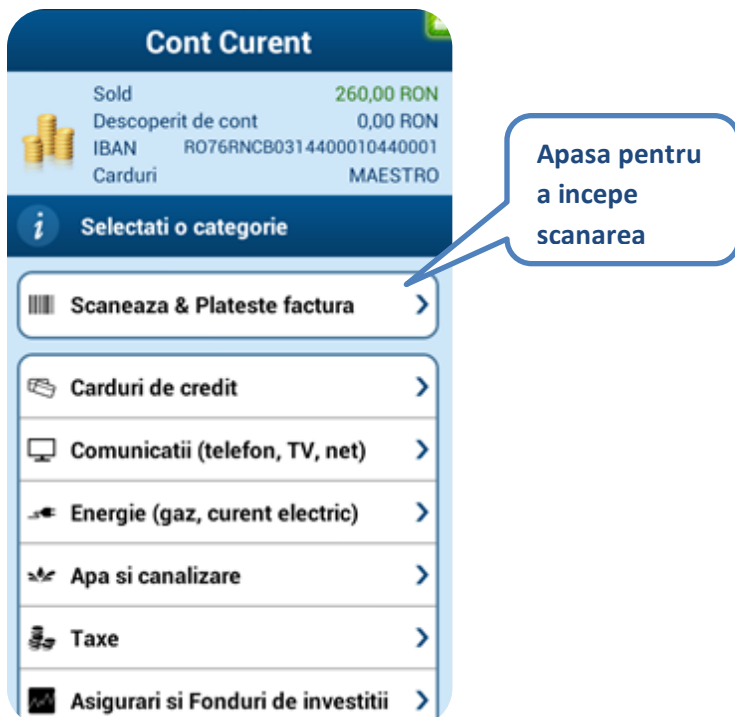 Cont Curent
Sold 260,00 RON
Descoperit de cont 0,00 RON
IBAN RO76RNCB0314400010440001
Carduri MAESTRO
i Selectati o categorie
Apasa pentru
a incepe
scanarea
Scaneaza & Plateste factura
Carduri de credit
Comunicatii (telefon, TV, net)
Energie (gaz, curent electric)
Apa si canalizare
Taxe
Asigurari si Fonduri de investitii